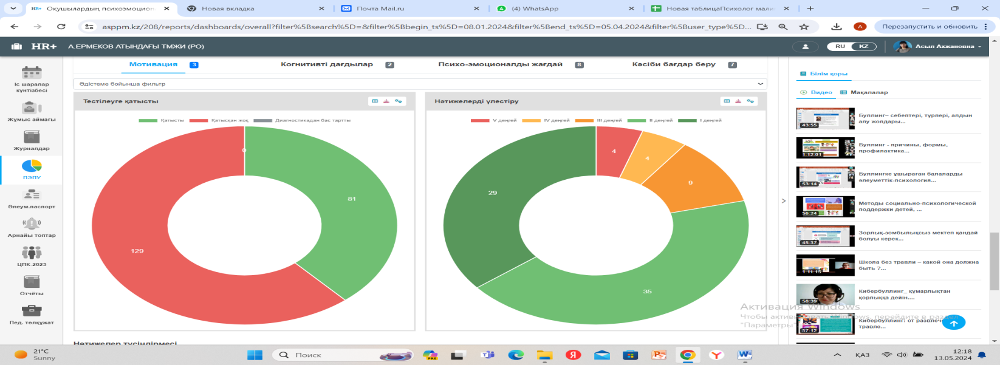 Оқушылардың психоэмоцион
Новая вкладка
Почта Mail.ru
(4) WhatsApp
Новая таблицаПсихолог мали
asppm.kz/208/reports/dashboards/overall?filter%5Bsearch%5D=&filter%5Bbegin_ts%5D=08.01.2024&filter%5Bend_ts%5D=05.04.2024&filter%5Buser_type%5D...
А
Перезапустить и обновить
HR+ А.ЕРМЕКОВ АТЫНДАҒЫ ТМЖИ (РО)
RU KZ
Асыл Ахжановна
Іс шаралар
күнтізбесі
Жұмыс аймағы
Журналдар
ПЭПУ
Әлеум.паспорт
Арнайы топтар
ЦПК-2023
Отчёты
Пед. төлқұжат
Мотивация 3
Когнитивті дағдылар 2
Психо-эмоционалды жағдай 8
Кәсіби бағдар беру 7
Әдістеме бойынша фильтр
Тестілеуге қатысты
Қатысты Қатысқан жоқ Диагностикадан бас тартты
0
81
129
Нәтижелерді үлестіру
V деңгей IV деңгей III деңгей II деңгей I деңгей
4
4
9
29
35
Нәтижелер түсіндірмесі
Білім қоры
Видео Мақалалар
43:55
Буллинг– себептері, түрлері, алдын
алу жолдары...
1:12:01
Буллинг - причины, формы,
профилактика...
53:14
Буллингке ұшыраған балаларды
әлеуметтік-психология...
56:24
Методы социально-психологической
поддержки детей, ...
45:37
Зорлық-зомбылықсыз мектеп қандай
болуы керек...
1:11:15
Школа без травли – какой она должна
быть ?...
58:39
Кибербуллинг_ құмарлықтан
қорлыққа дейін....
57:12
Кибербуллинг: от развлече
травле...
Активация Windows
Чтобы активировать Windows, перейдите в раздел
"Параметры".
21°C
Sunny
Поиск
PRE
ҚАЗ
12:18
13.05.2024